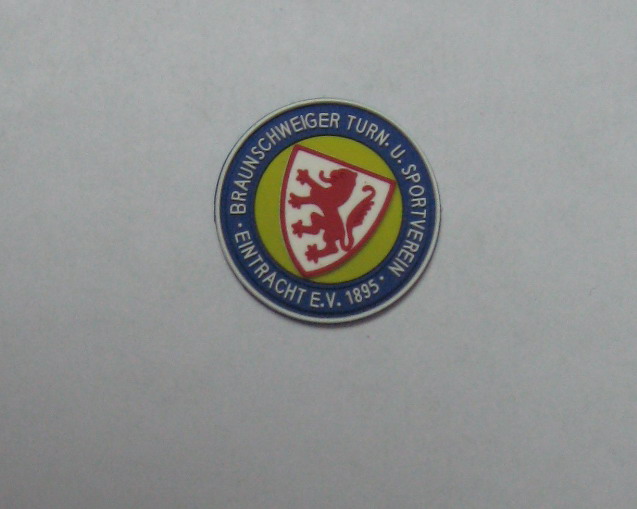 BRAUNSCHWEIGER TURN- U. SPORTVEREIN
EINTRACHT E.V. 1895